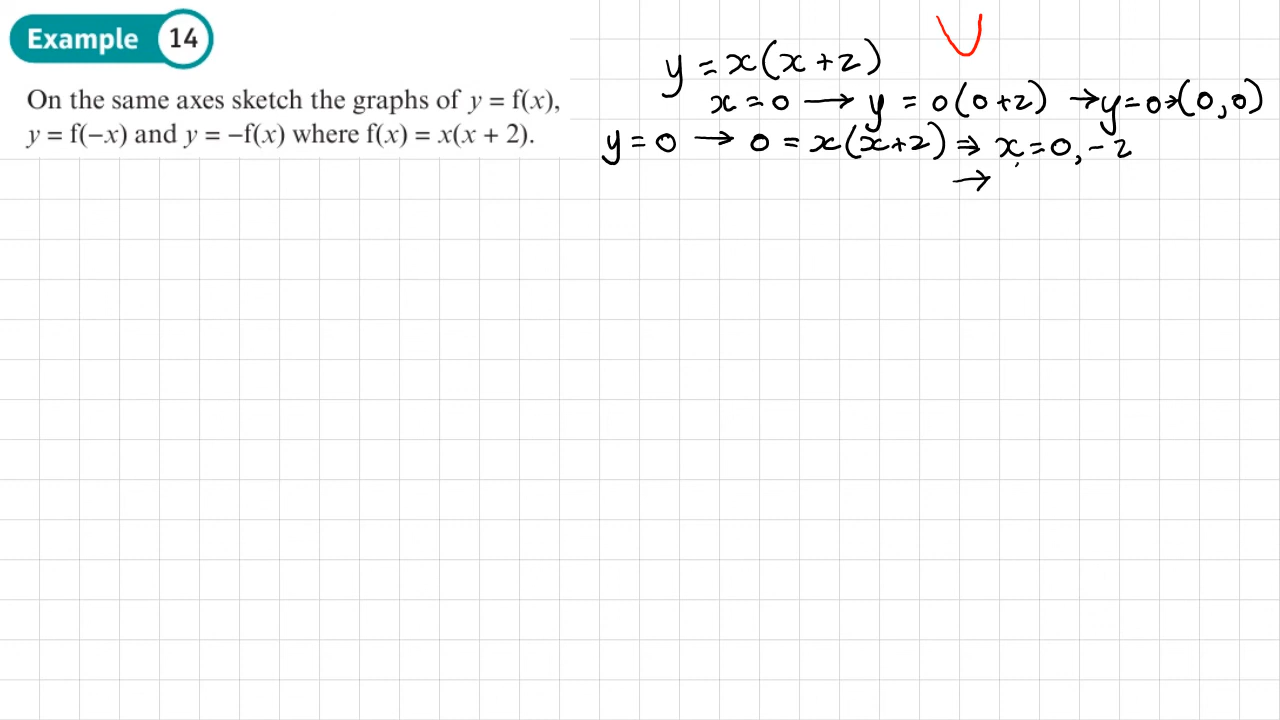 Example 14
On the same axes sketch the graphs of y = f(x),
y = f(−x) and y = −f(x) where f(x) = x(x + 2).
y = x(x+2)
x = 0 → y = 0(0+2) → y = 0 → (0, 0)
y = 0 → 0 = x(x+2) ⇒ x = 0, -2
→